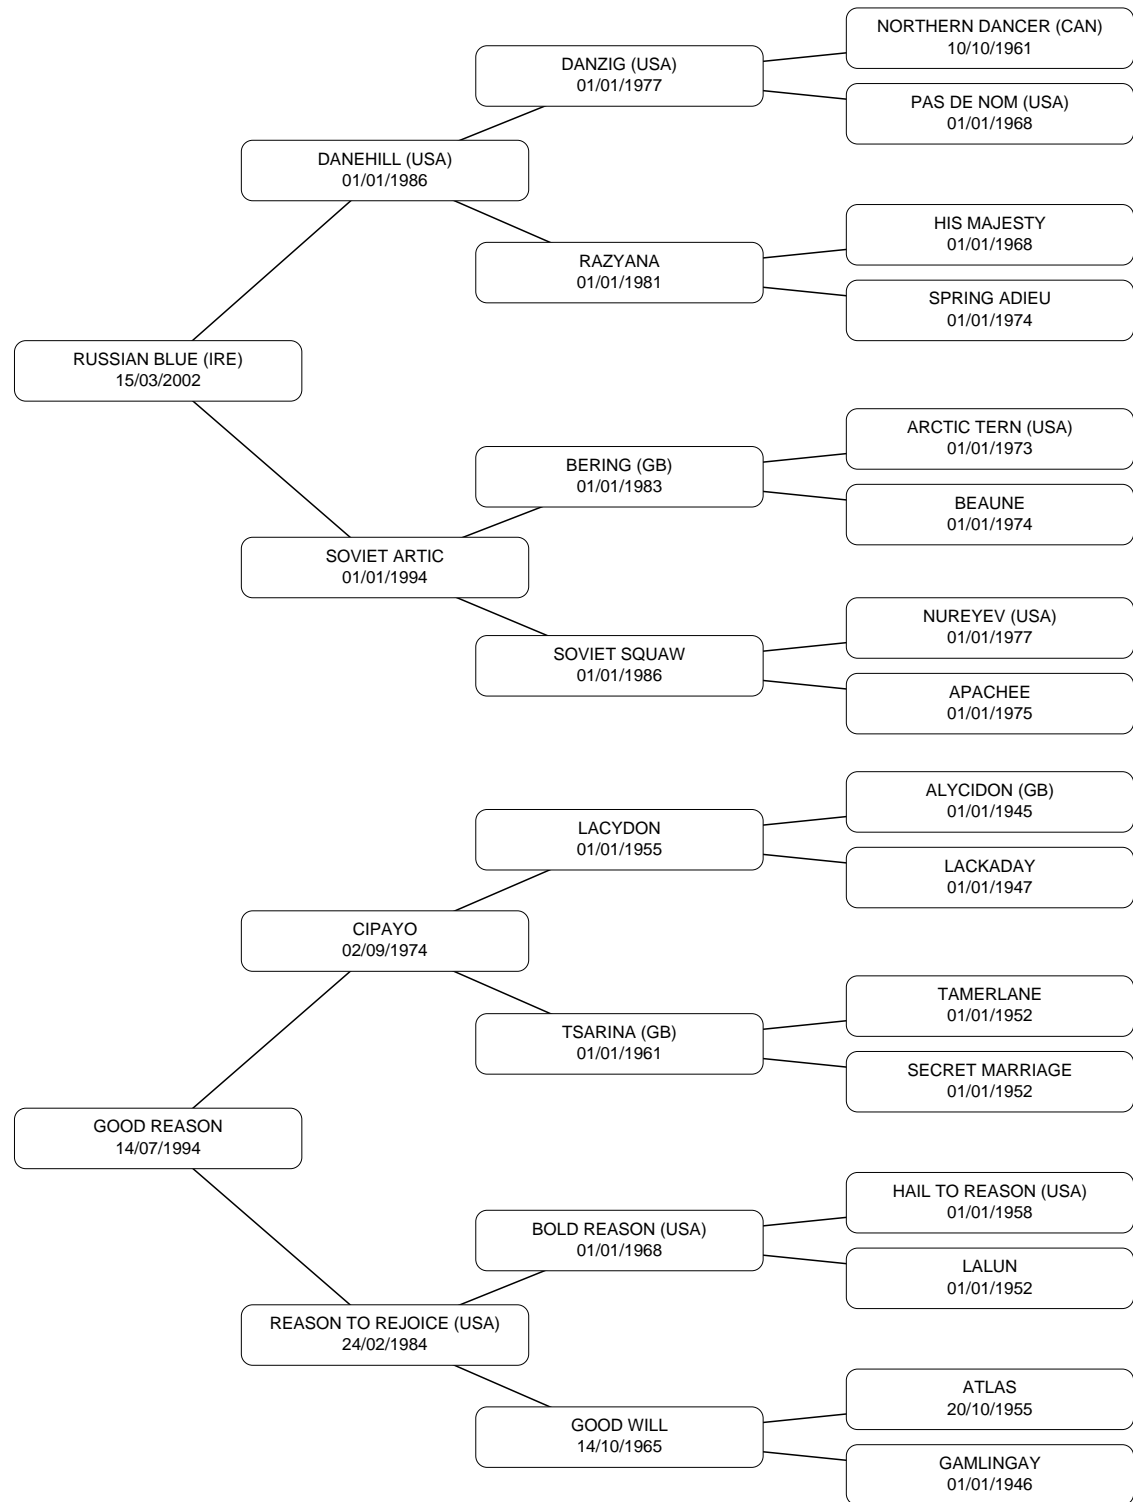 NORTHERN DANCER (CAN)
10/10/1961
DANZIG (USA)
01/01/1977
PAS DE NOM (USA)
01/01/1968
DANEHILL (USA)
01/01/1986
HIS MAJESTY
01/01/1968
RAZYANA
01/01/1981
SPRING ADIEU
01/01/1974
RUSSIAN BLUE (IRE)
15/03/2002
ARCTIC TERN (USA)
01/01/1973
BERING (GB)
01/01/1983
BEAUNE
01/01/1974
SOVIET ARTIC
01/01/1994
NUREYEV (USA)
01/01/1977
SOVIET SQUAW
01/01/1986
APACHEE
01/01/1975
ALYCIDON (GB)
01/01/1945
LACYDON
01/01/1955
LACKADAY
01/01/1947
CIPAYO
02/09/1974
TAMERLANE
01/01/1952
TSARINA (GB)
01/01/1961
SECRET MARRIAGE
01/01/1952
GOOD REASON
14/07/1994
HAIL TO REASON (USA)
01/01/1958
BOLD REASON (USA)
01/01/1968
LALUN
01/01/1952
REASON TO REJOICE (USA)
24/02/1984
ATLAS
20/10/1955
GOOD WILL
14/10/1965
GAMLINGAY
01/01/1946